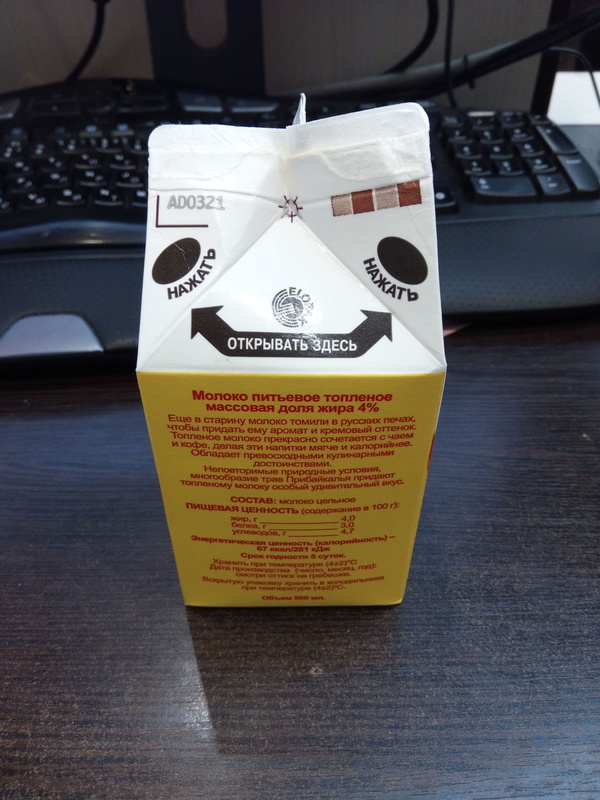 AD0321
НАЖАТЬ
НАЖАТЬ
ELOPAK
ОТКРЫВАТЬ ЗДЕСЬ
Молоко питьевое топленое
массовая доля жира 4%
Еще в старину молоко томили в русских печах,
чтобы придать ему аромат и кремовый оттенок.
Топленое молоко прекрасно сочетается с чаем
и кофе, делая эти напитки мягче и калорийнее.
Обладает превосходными кулинарными
достоинствами.
Неповторимые природные условия,
многообразие трав Прибайкалья придают
топленому молоку особый удивительный вкус.
СОСТАВ: молоко цельное
ПИЩЕВАЯ ЦЕННОСТЬ (содержание в 100 г):
жир, г 4,0
белка, г 3,0
углеводов, г 4,7
Энергетическая ценность (калорийность) –
67 ккал/281 кДж
Срок годности 5 суток.
Хранить при температуре (4±2)°С
Дата производства (число, месяц, год):
смотри оттиск на гребешке.
Вскрытую упаковку хранить в холодильнике
при температуре (4±2)°С.
Объем 500 мл.